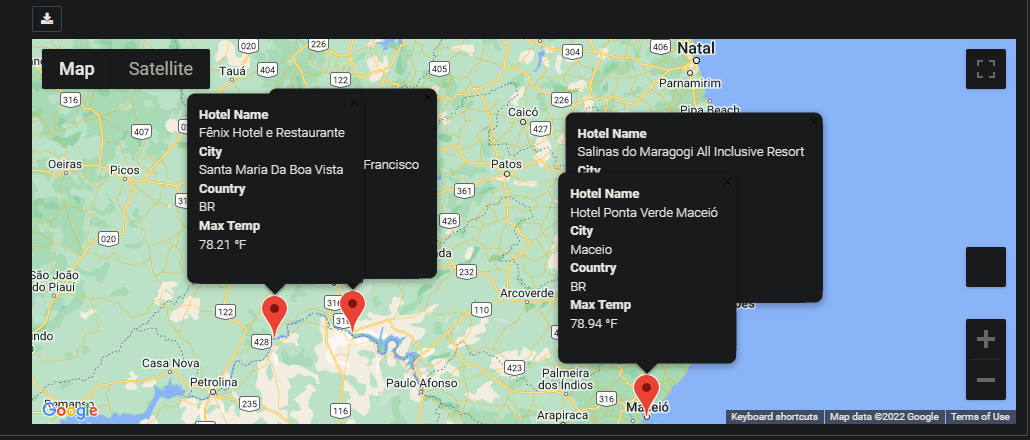 Map
Satellite
Hotel Name
Fênix Hotel e Restaurante
City
Santa Maria Da Boa Vista
Country
BR
Max Temp
78.21 °F
Francisco
Hotel Name
Salinas do Maragogi All Inclusive Resort
City
Hotel Name
Hotel Ponta Verde Maceió
City
Maceio
Country
BR
Max Temp
78.94 °F
Natal
Parnamirim
Pipa Beach
Tauá
Caicó
Patos
Oeiras
Picos
São João
do Piauí
Arcoverde
Casa Nova
Petrolina
Paulo Afonso
Palmeira
dos Índios
Arapiraca
Maceió
020
226
304
406
404
122
405
316
226
427
407
361
426
020
232
122
316
428
110
423
235
116
316
Google
Keyboard shortcuts
Map data ©2022 Google
Terms of Use